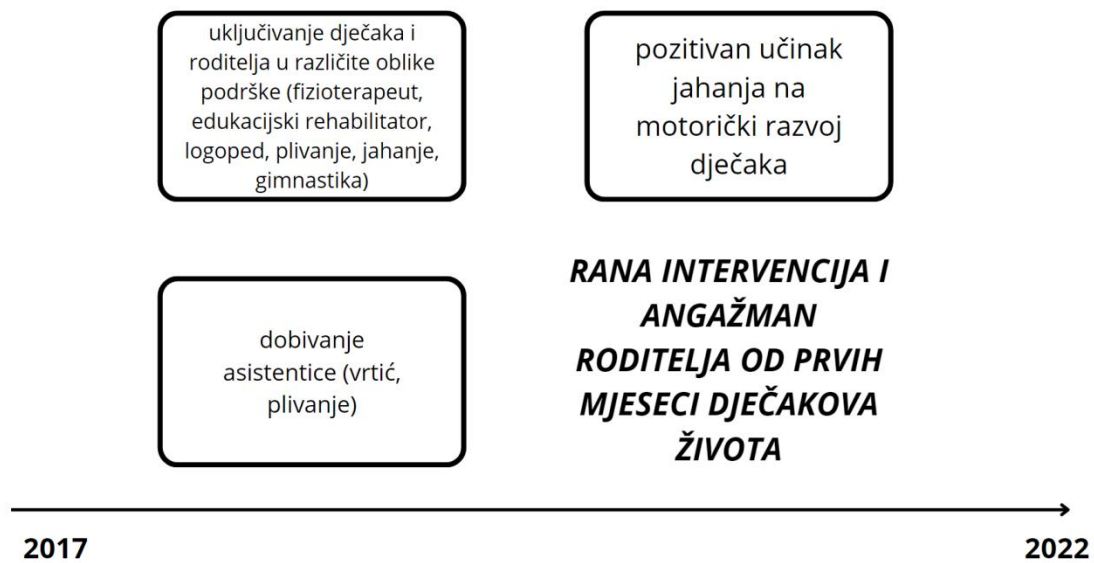 uključivanje dječaka i
roditelja u različite oblike
podrške (fizioterapeut,
edukacijski rehabilitator,
logoped, plivanje, jahanje,
gimnastika)
pozitivan učinak
jahanja na
motorički razvoj
dječaka
dobivanje
asistentice (vrtić,
plivanje)
RANA INTERVENCIJA I
ANGAŽMAN
RODITELJA OD PRVIH
MJESECI DJEČAKOVA
ŽIVOTA
2017
2022